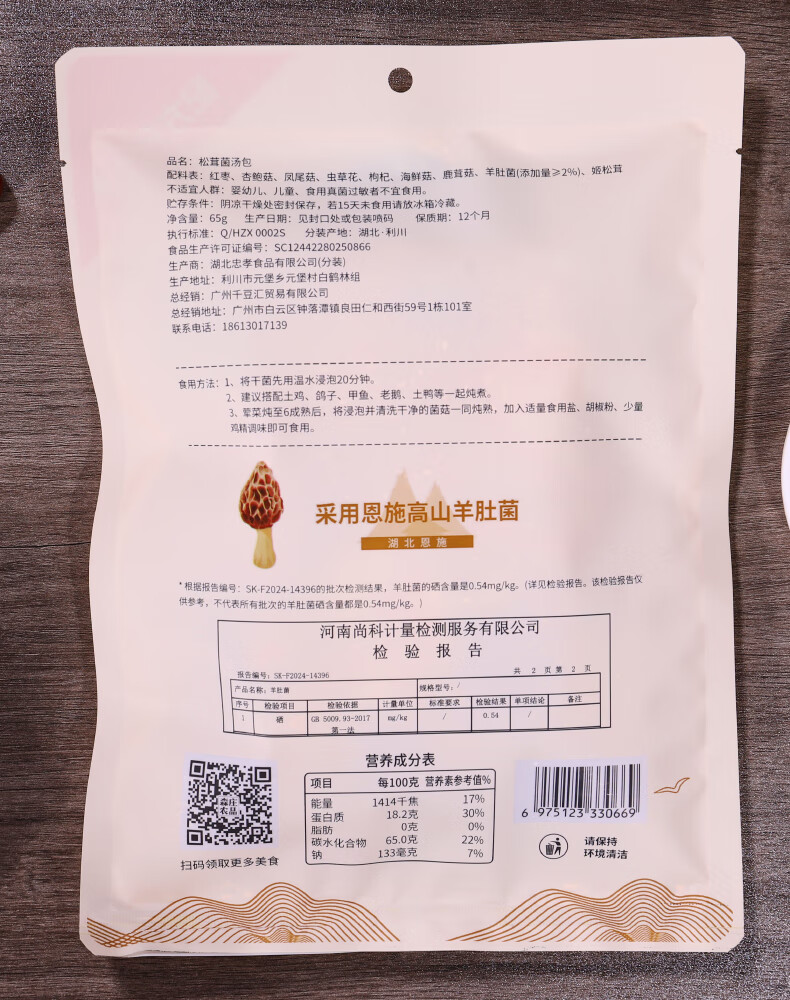 品名：松茸菌汤包
配料表：红枣、杏鲍菇、凤尾菇、虫草花、枸杞、海鲜菇、鹿茸菇、羊肚菌(添加量≥2%)、姬松茸
不适宜人群：婴幼儿、儿童、食用真菌过敏者不宜食用。
贮存条件：阴凉干燥处密封保存，若15天未食用请放冰箱冷藏。
净含量：65g 生产日期：见封口处或包装喷码 保质期：12个月
执行标准：Q/HZX 0002S 分装产地：湖北·利川
食品生产许可证编号：SC12442280250866
生产商：湖北忠孝食品有限公司(分装)
生产地址：利川市元堡乡元堡村白鹤林组
总经销：广州千豆汇贸易有限公司
总经销地址：广州市白云区钟落潭镇良田仁和西街59号1栋101室
联系电话：18613017139
食用方法：1、将干菌先用温水浸泡20分钟。
2、建议搭配土鸡、鸽子、甲鱼、老鹅、土鸭等一起炖煮。
3、荤菜炖至6成熟后，将浸泡并清洗干净的菌菇一同炖熟，加入适量食用盐、胡椒粉、少量
鸡精调味即可食用。
采用恩施高山羊肚菌
湖北恩施
*根据报告编号：SK-F2024-14396的批次检测结果，羊肚菌的硒含量是0.54mg/kg。(详见检验报告。该检验报告仅
供参考，不代表所有批次的羊肚菌硒含量都是0.54mg/kg。)
河南尚科计量检测服务有限公司
检验报告
报告编号：SK-F2024-14396 共 2 页 第 2 页
产品名称：羊肚菌 规格型号：/
序号 检验项目 检验依据 计量单位 标准要求 检验结果 单项结论 备注
1 硒 GB 5009.93-2017 mg/kg / 0.54 /
第一法
营养成分表
项目 每100克 营养素参考值%
能量 1414千焦 17%
蛋白质 18.2克 30%
脂肪 0克 0%
碳水化合物 65.0克 22%
钠 133毫克 7%
森庄
农品
扫码领取更多美食
6 975123 330669
请保持
环境清洁